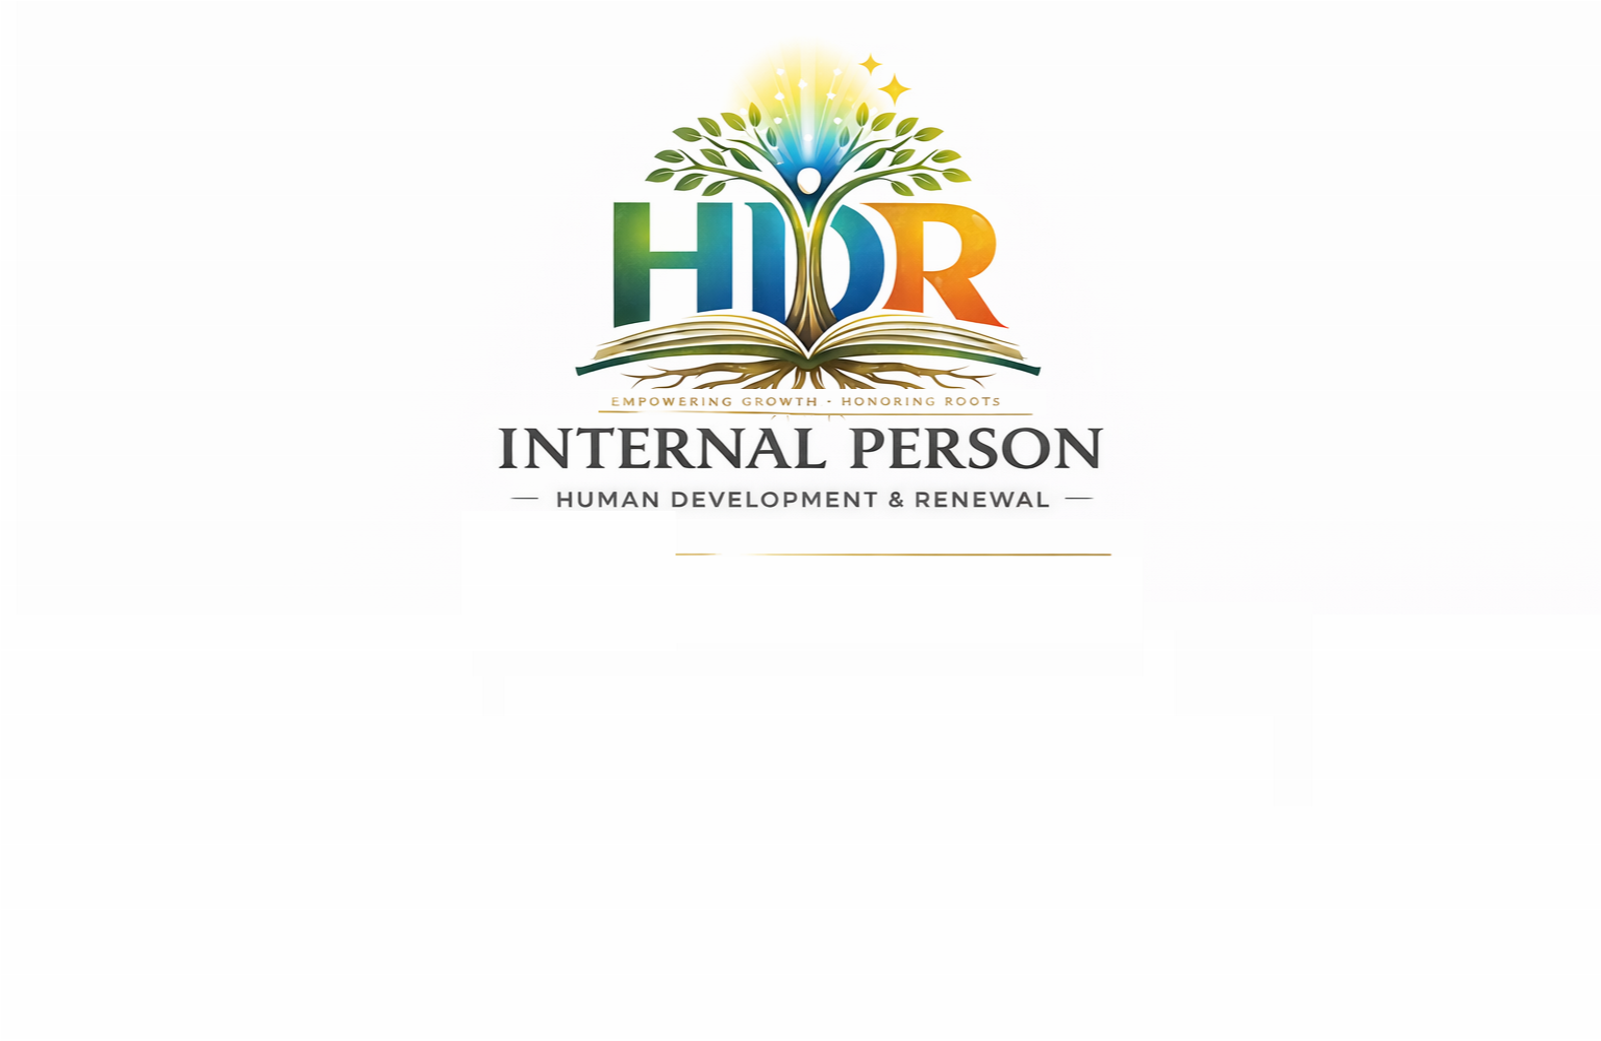 HDR
EMPOWERING GROWTH • HONORING ROOTS
INTERNAL PERSON
— HUMAN DEVELOPMENT & RENEWAL —